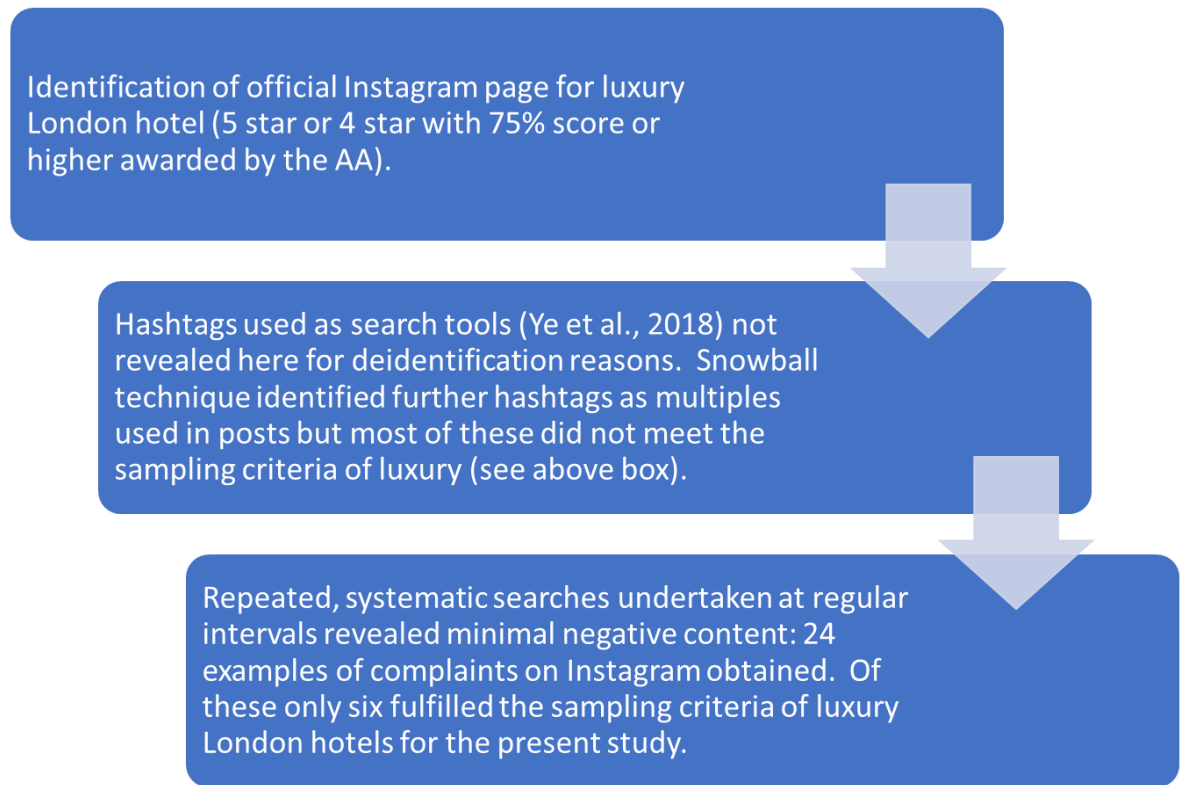 Identification of official Instagram page for luxury
London hotel (5 star or 4 star with 75% score or
higher awarded by the AA).
Hashtags used as search tools (Ye et al., 2018) not
revealed here for deidentification reasons.  Snowball
technique identified further hashtags as multiples
used in posts but most of these did not meet the
sampling criteria of luxury (see above box).
Repeated, systematic searches undertaken at regular
intervals revealed minimal negative content: 24
examples of complaints on Instagram obtained.  Of
these only six fulfilled the sampling criteria of luxury
London hotels for the present study.